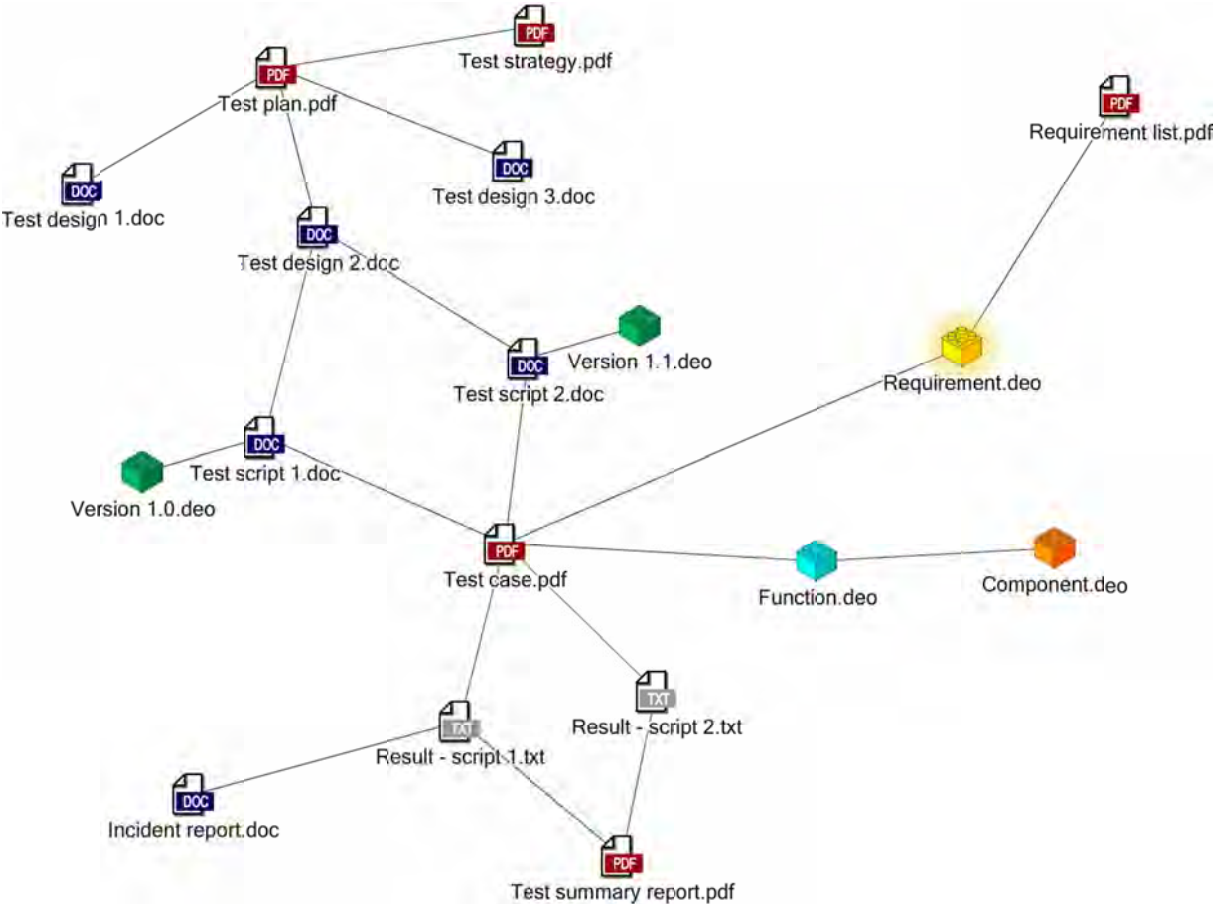 PDF
Test strategy.pdf
PDF
Test plan.pdf
PDF
Requirement list.pdf
DOC
Test design 3.doc
DOC
Test design 1.doc
DOC
Test design 2.doc
Version 1.1.deo
DOC
Test script 2.doc
Requirement.deo
DOC
Test script 1.doc
Version 1.0.deo
PDF
Test case.pdf
Function.deo
Component.deo
TXT
Result - script 2.txt
TXT
Result - script 1.txt
DOC
Incident report.doc
PDF
Test summary report.pdf